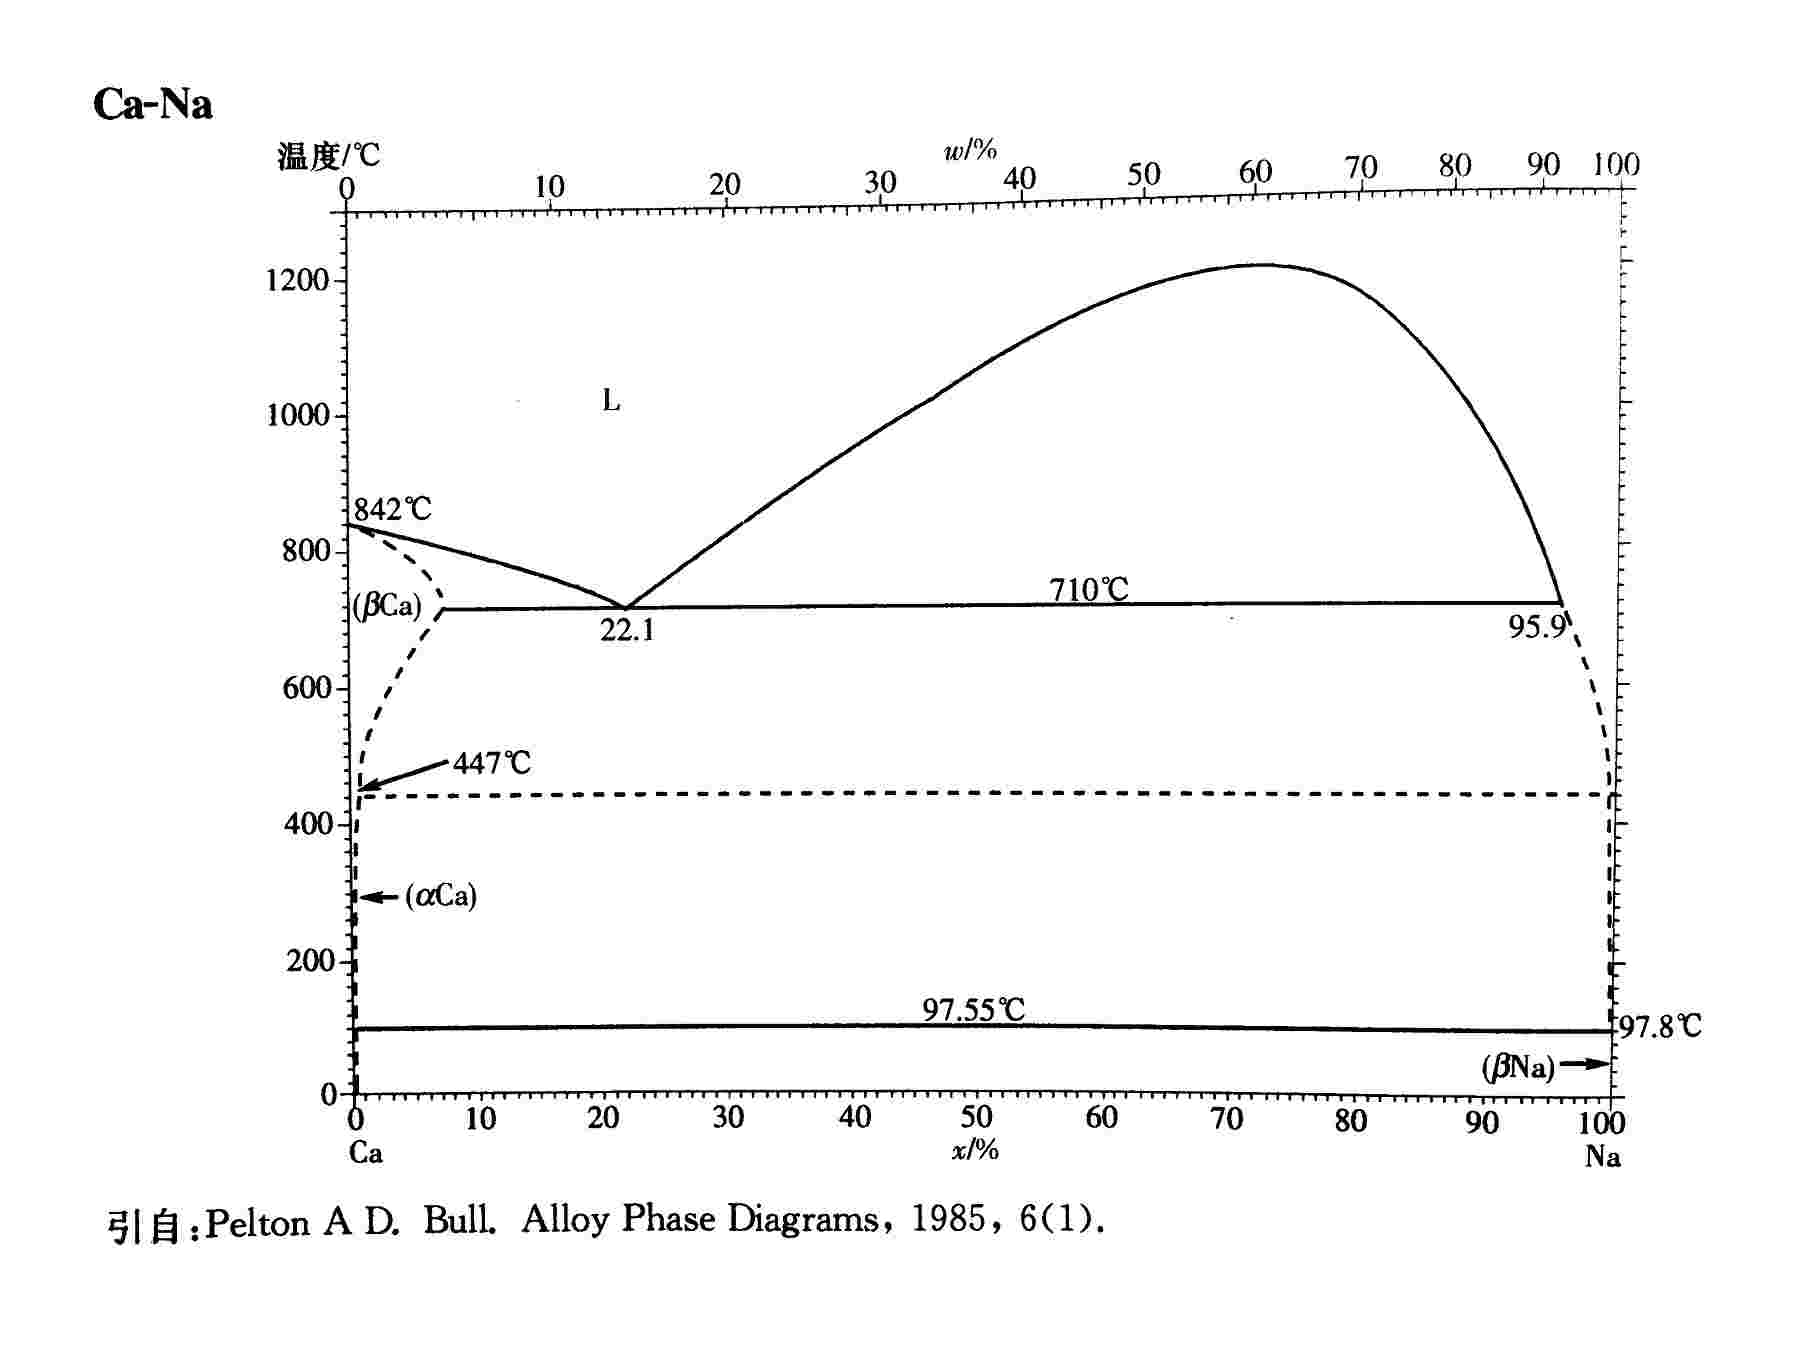 Ca-Na
温度/℃
w/%
0 10 20 30 40 50 60 70 80 90 100
1200
L
1000
842℃
800
710℃
(βCa)
22.1
95.9
600
447℃
400
(αCa)
200
97.55℃
97.8℃
(βNa)
0
0 10 20 30 40 50 60 70 80 90 100
Ca x/% Na
引自:Pelton A D. Bull. Alloy Phase Diagrams, 1985, 6(1).